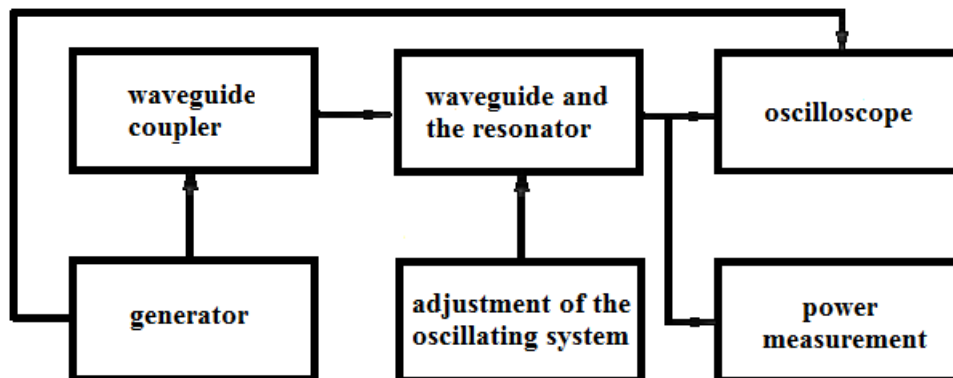 waveguide
coupler
waveguide and
the resonator
oscilloscope
generator
adjustment of the
oscillating system
power
measurement